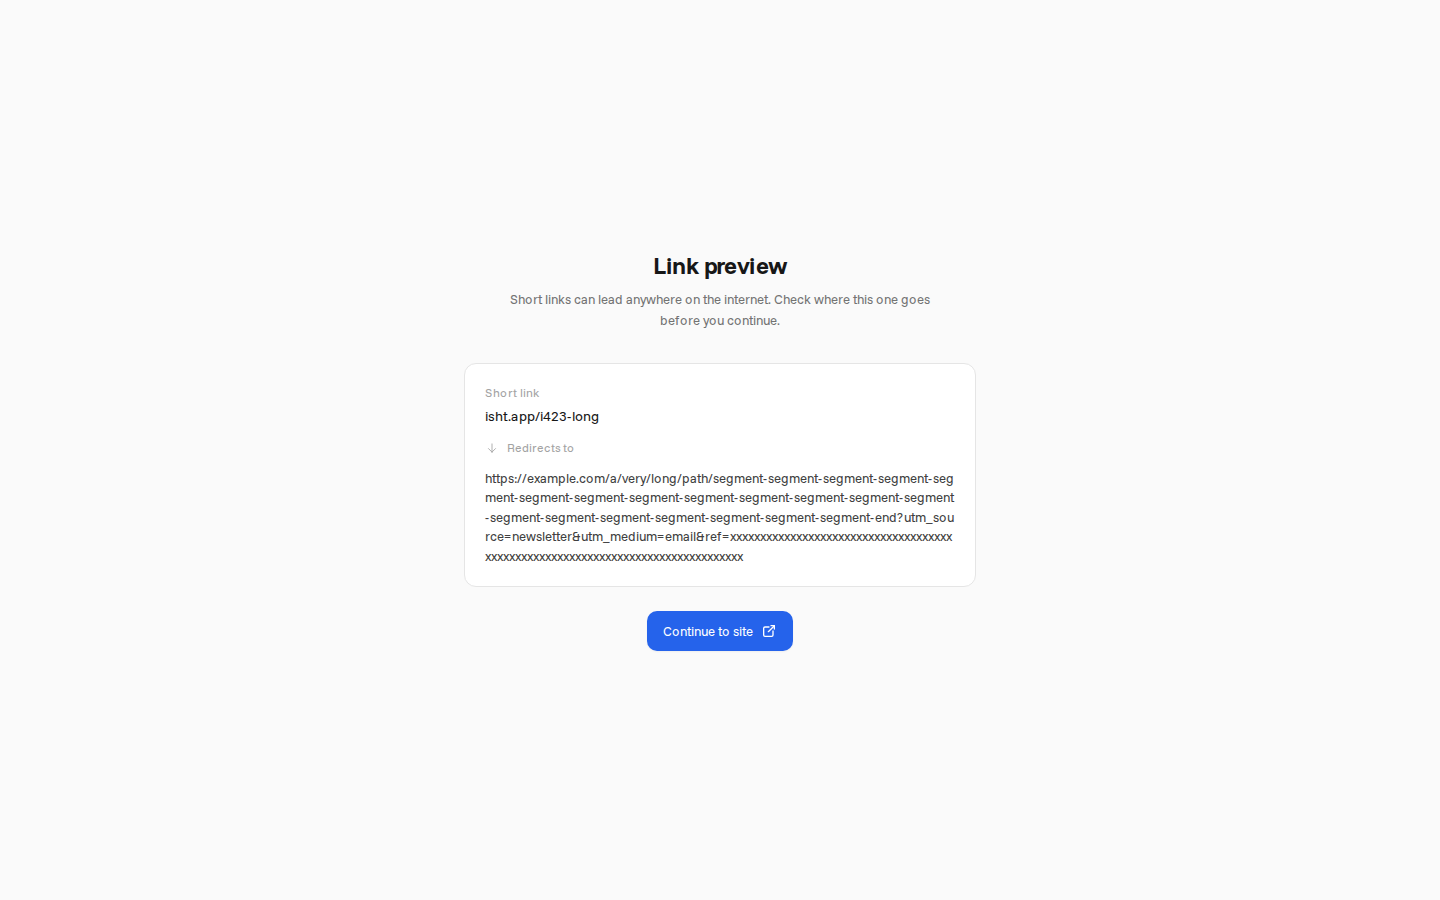 Link preview
Short links can lead anywhere on the internet. Check where this one goes
before you continue.
Short link
isht.app/i423-long
Redirects to
https://example.com/a/very/long/path/segment-segment-segment-segment-seg
ment-segment-segment-segment-segment-segment-segment-segment-segment
-segment-segment-segment-segment-segment-segment-segment-end?utm_sou
rce=newsletter&utm_medium=email&ref=xxxxxxxxxxxxxxxxxxxxxxxxxxxxxxxxxxxxx
xxxxxxxxxxxxxxxxxxxxxxxxxxxxxxxxxxxxxxxxxxx
Continue to site